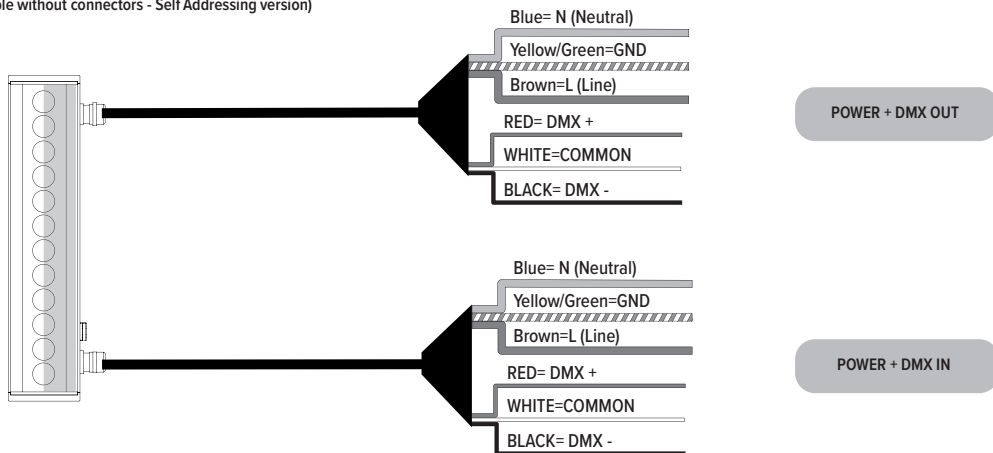 without connectors - Self Addressing version)
Blue= N (Neutral)
Yellow/Green=GND
Brown=L (Line)
RED= DMX +
WHITE=COMMON
BLACK= DMX -
POWER + DMX OUT
Blue= N (Neutral)
Yellow/Green=GND
Brown=L (Line)
RED= DMX +
WHITE=COMMON
BLACK= DMX -
POWER + DMX IN